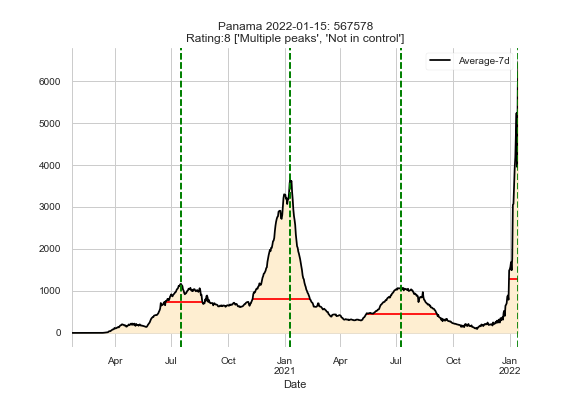 Panama 2022-01-15: 567578
Rating:8 ['Multiple peaks', 'Not in control']
Average-7d
6000
5000
4000
3000
2000
1000
0
Apr Jul Oct Jan Apr Jul Oct Jan
2021 2022
Date